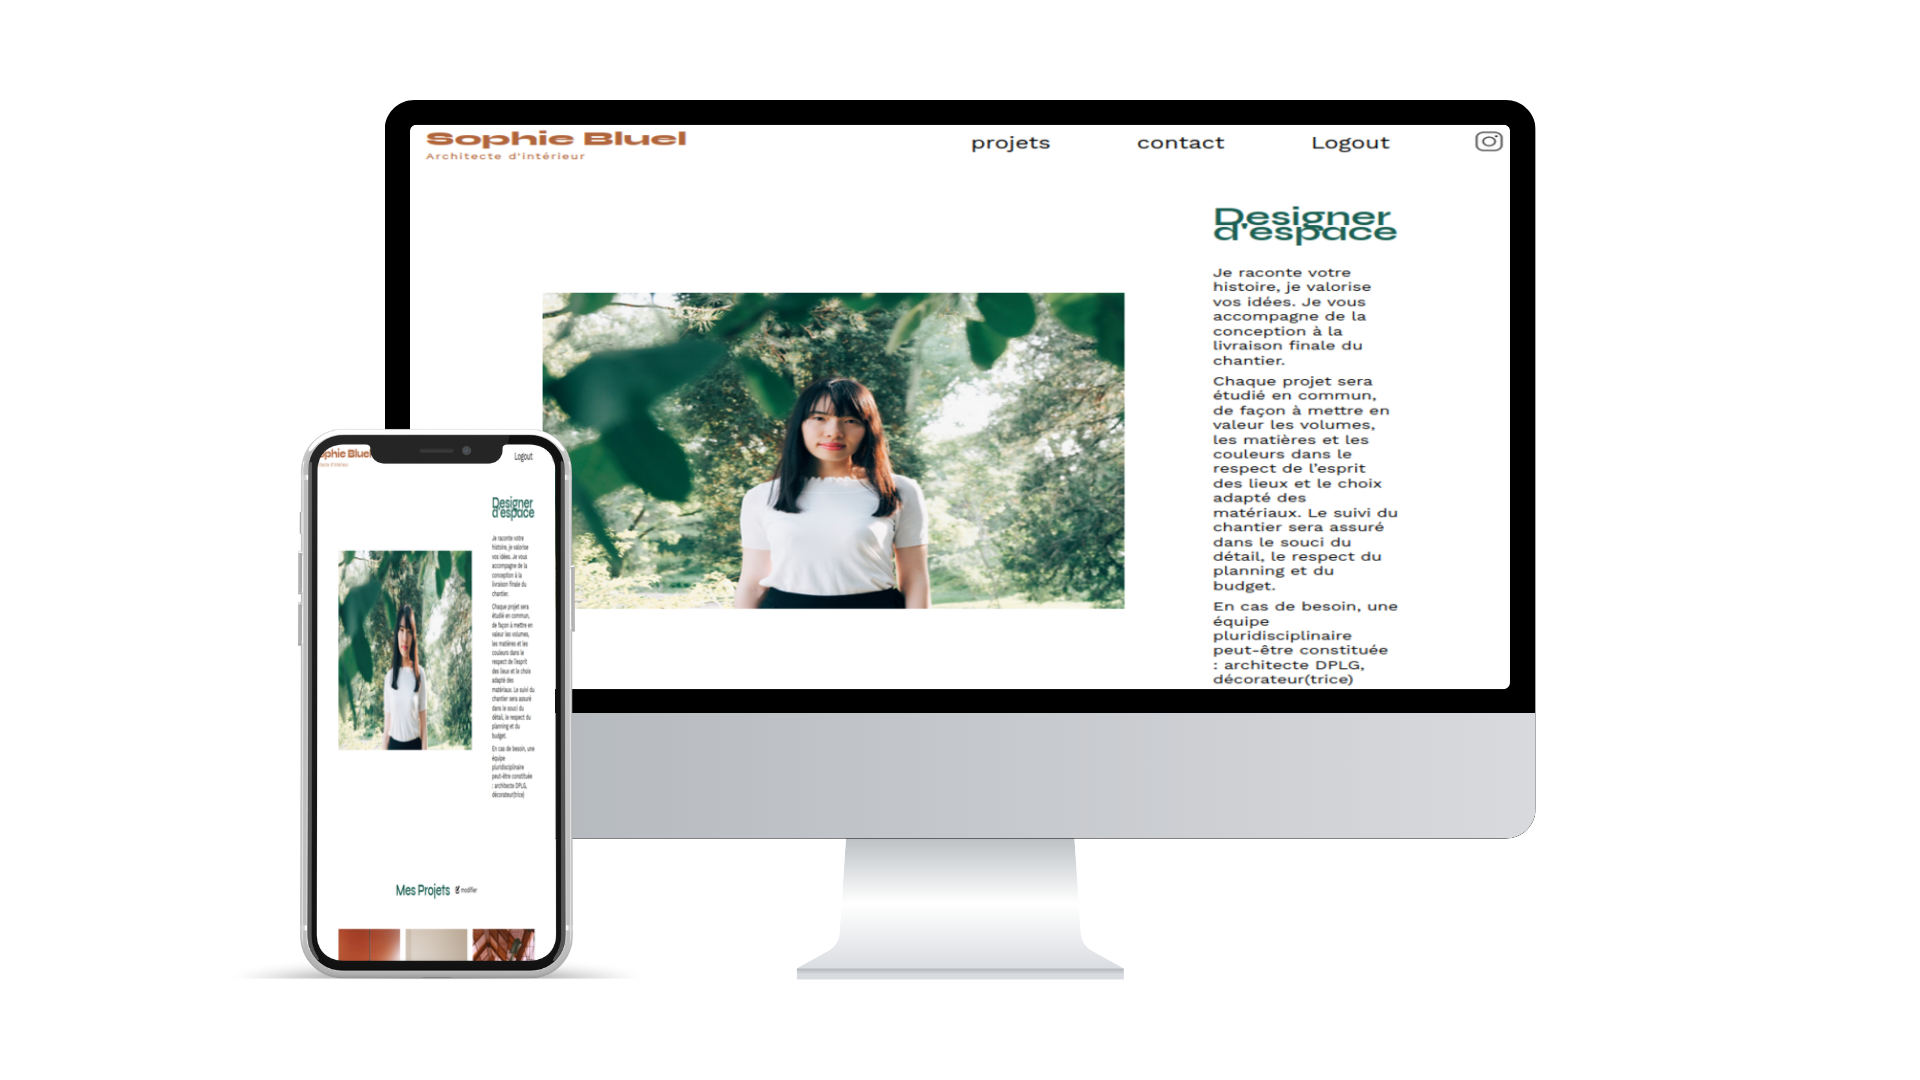 Sophie Bluel
Architecte d'intérieur
projets
contact
Logout
Designer
d'espace
Je raconte votre
histoire, je valorise
vos idées. Je vous
accompagne de la
conception à la
livraison finale du
chantier.
Chaque projet sera
étudié en commun,
de façon à mettre en
valeur les volumes,
les matières et les
couleurs dans le
respect de l’esprit
des lieux et le choix
adapté des
matériaux. Le suivi du
chantier sera assuré
dans le souci du
détail, le respect du
planning et du
budget.
En cas de besoin, une
équipe
pluridisciplinaire
peut-être constituée
: architecte DPLG,
décorateur(trice)
ophie Bluel
Logout
Designer
d'espace
Je raconte votre
histoire, je valorise
vos idées. Je vous
accompagne de la
conception à la
livraison finale du
chantier.
Chaque projet sera
étudié en commun,
de façon à mettre en
valeur les volumes,
les matières et les
couleurs dans le
respect de l’esprit
des lieux et le choix
adapté des
matériaux. Le suivi du
chantier sera assuré
dans le souci du
détail, le respect du
planning et du
budget.
En cas de besoin, une
équipe
pluridisciplinaire
peut-être constituée
: architecte DPLG,
décorateur(trice)
Mes Projets
modifier